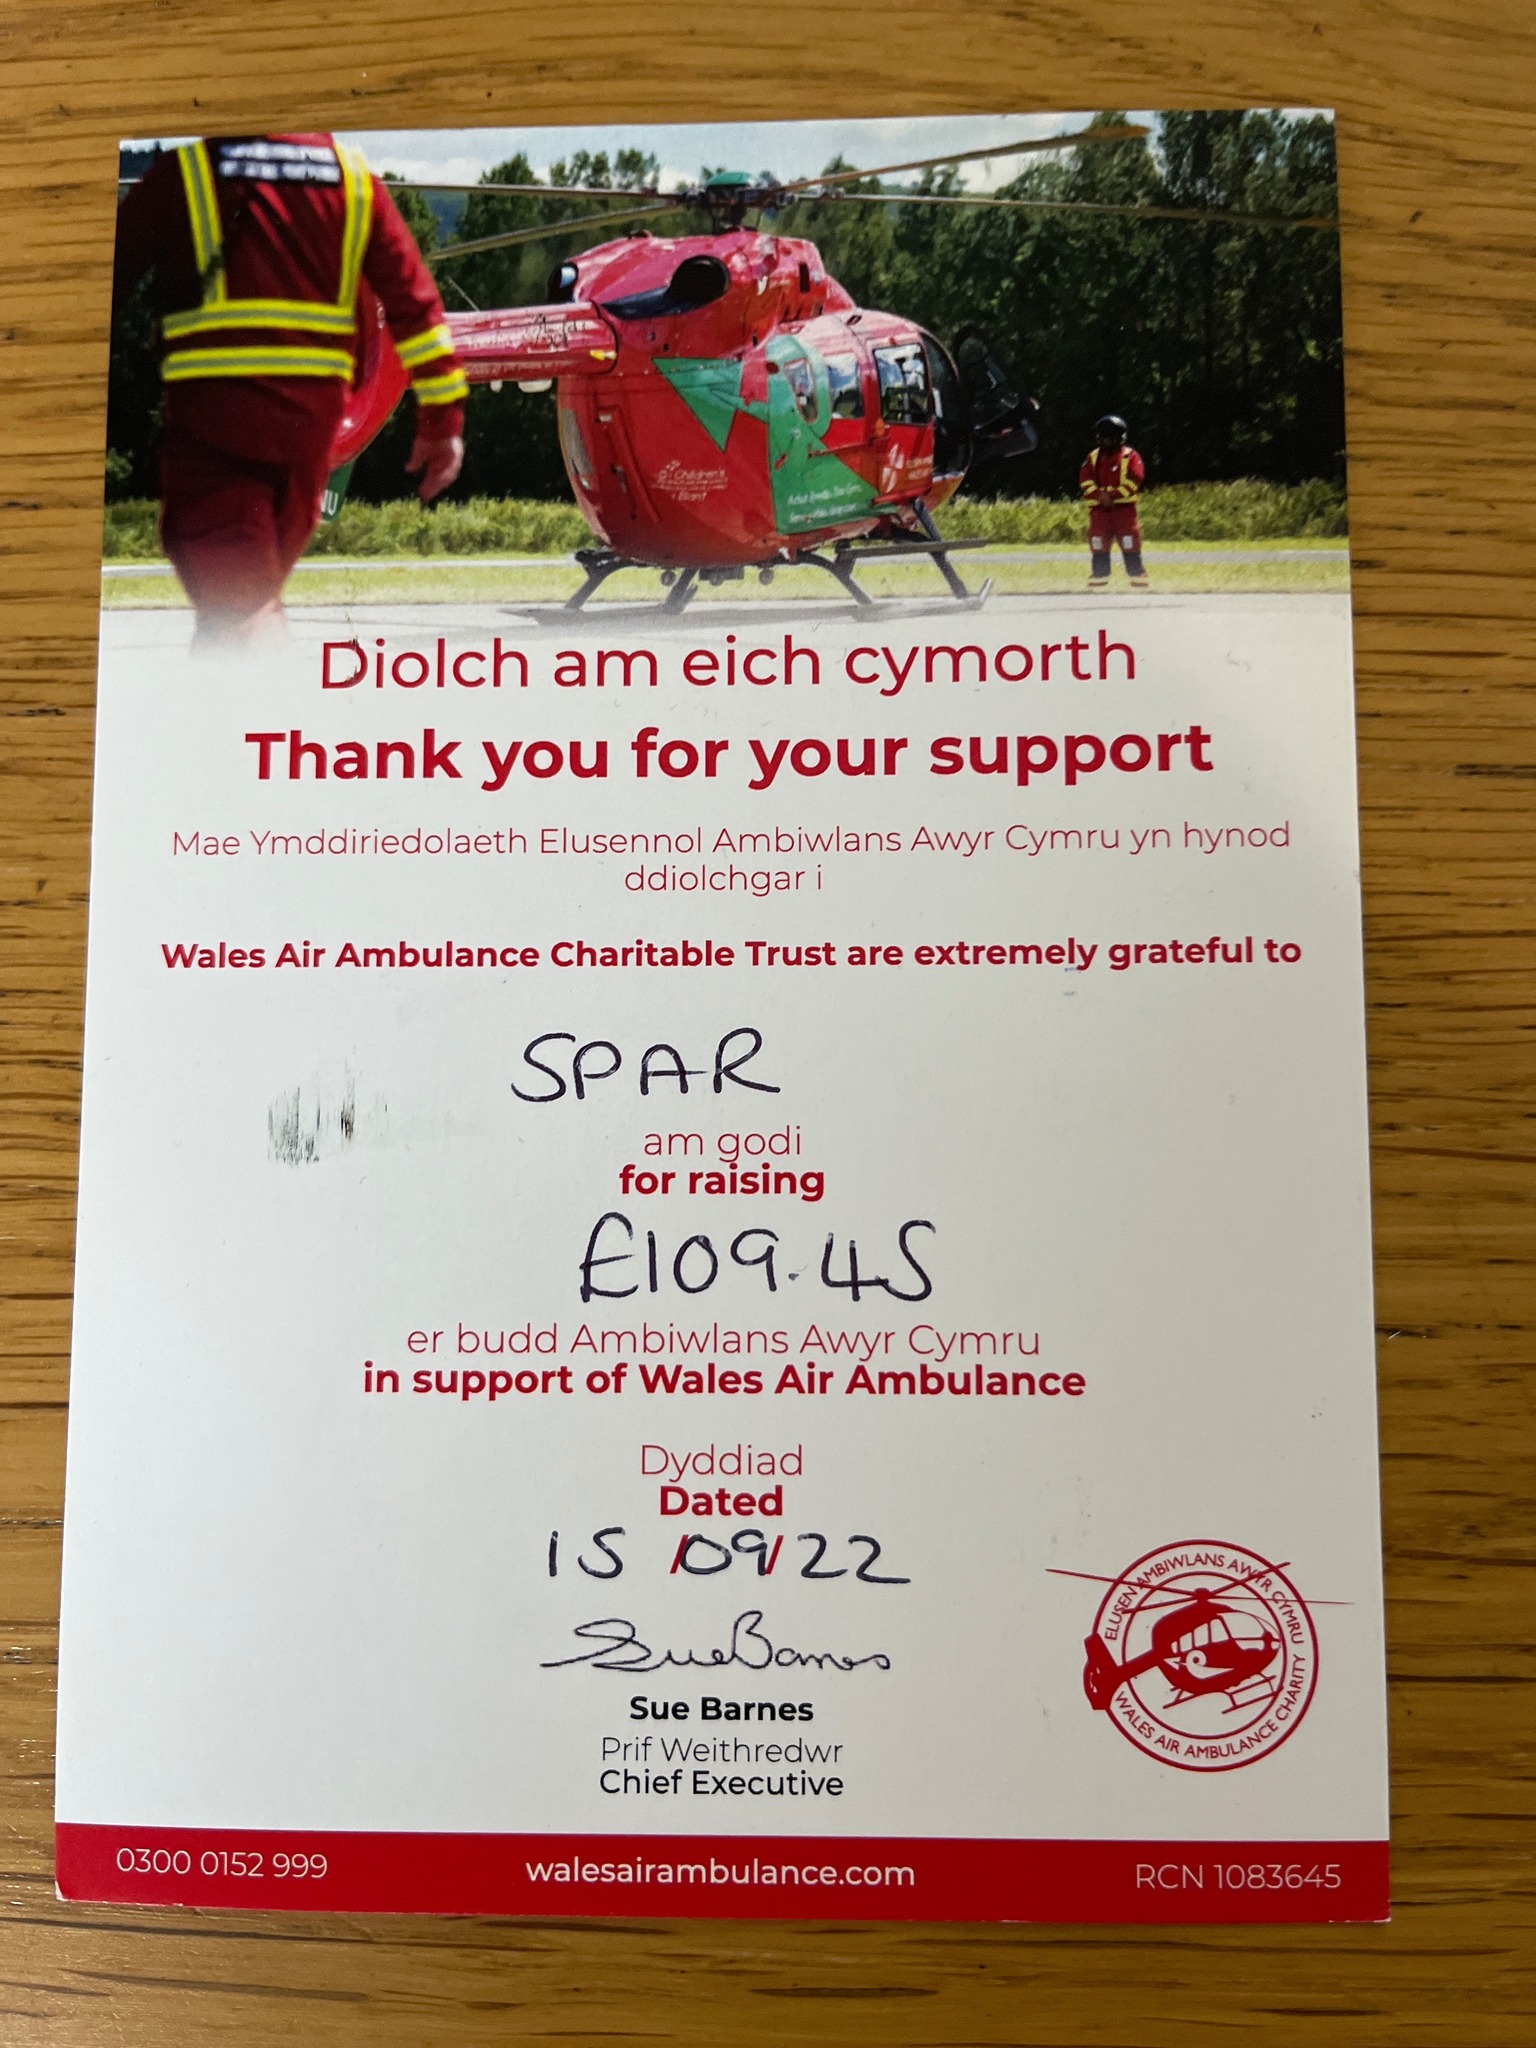 Diolch am eich cymorth
Thank you for your support
Mae Ymddiriedolaeth Elusennol Ambiwlans Awyr Cymru yn hynod
ddiolchgar i
Wales Air Ambulance Charitable Trust are extremely grateful to
SPAR
am godi
for raising
£109.45
er budd Ambiwlans Awyr Cymru
in support of Wales Air Ambulance
Dyddiad
Dated
15/09/22
Sue Barnes
Sue Barnes
Prif Weithredwr
Chief Executive
ELUSEN AMBIWLANS AWYR CYMRU
WALES AIR AMBULANCE CHARITY
0300 0152 999
walesairambulance.com
RCN 1083645